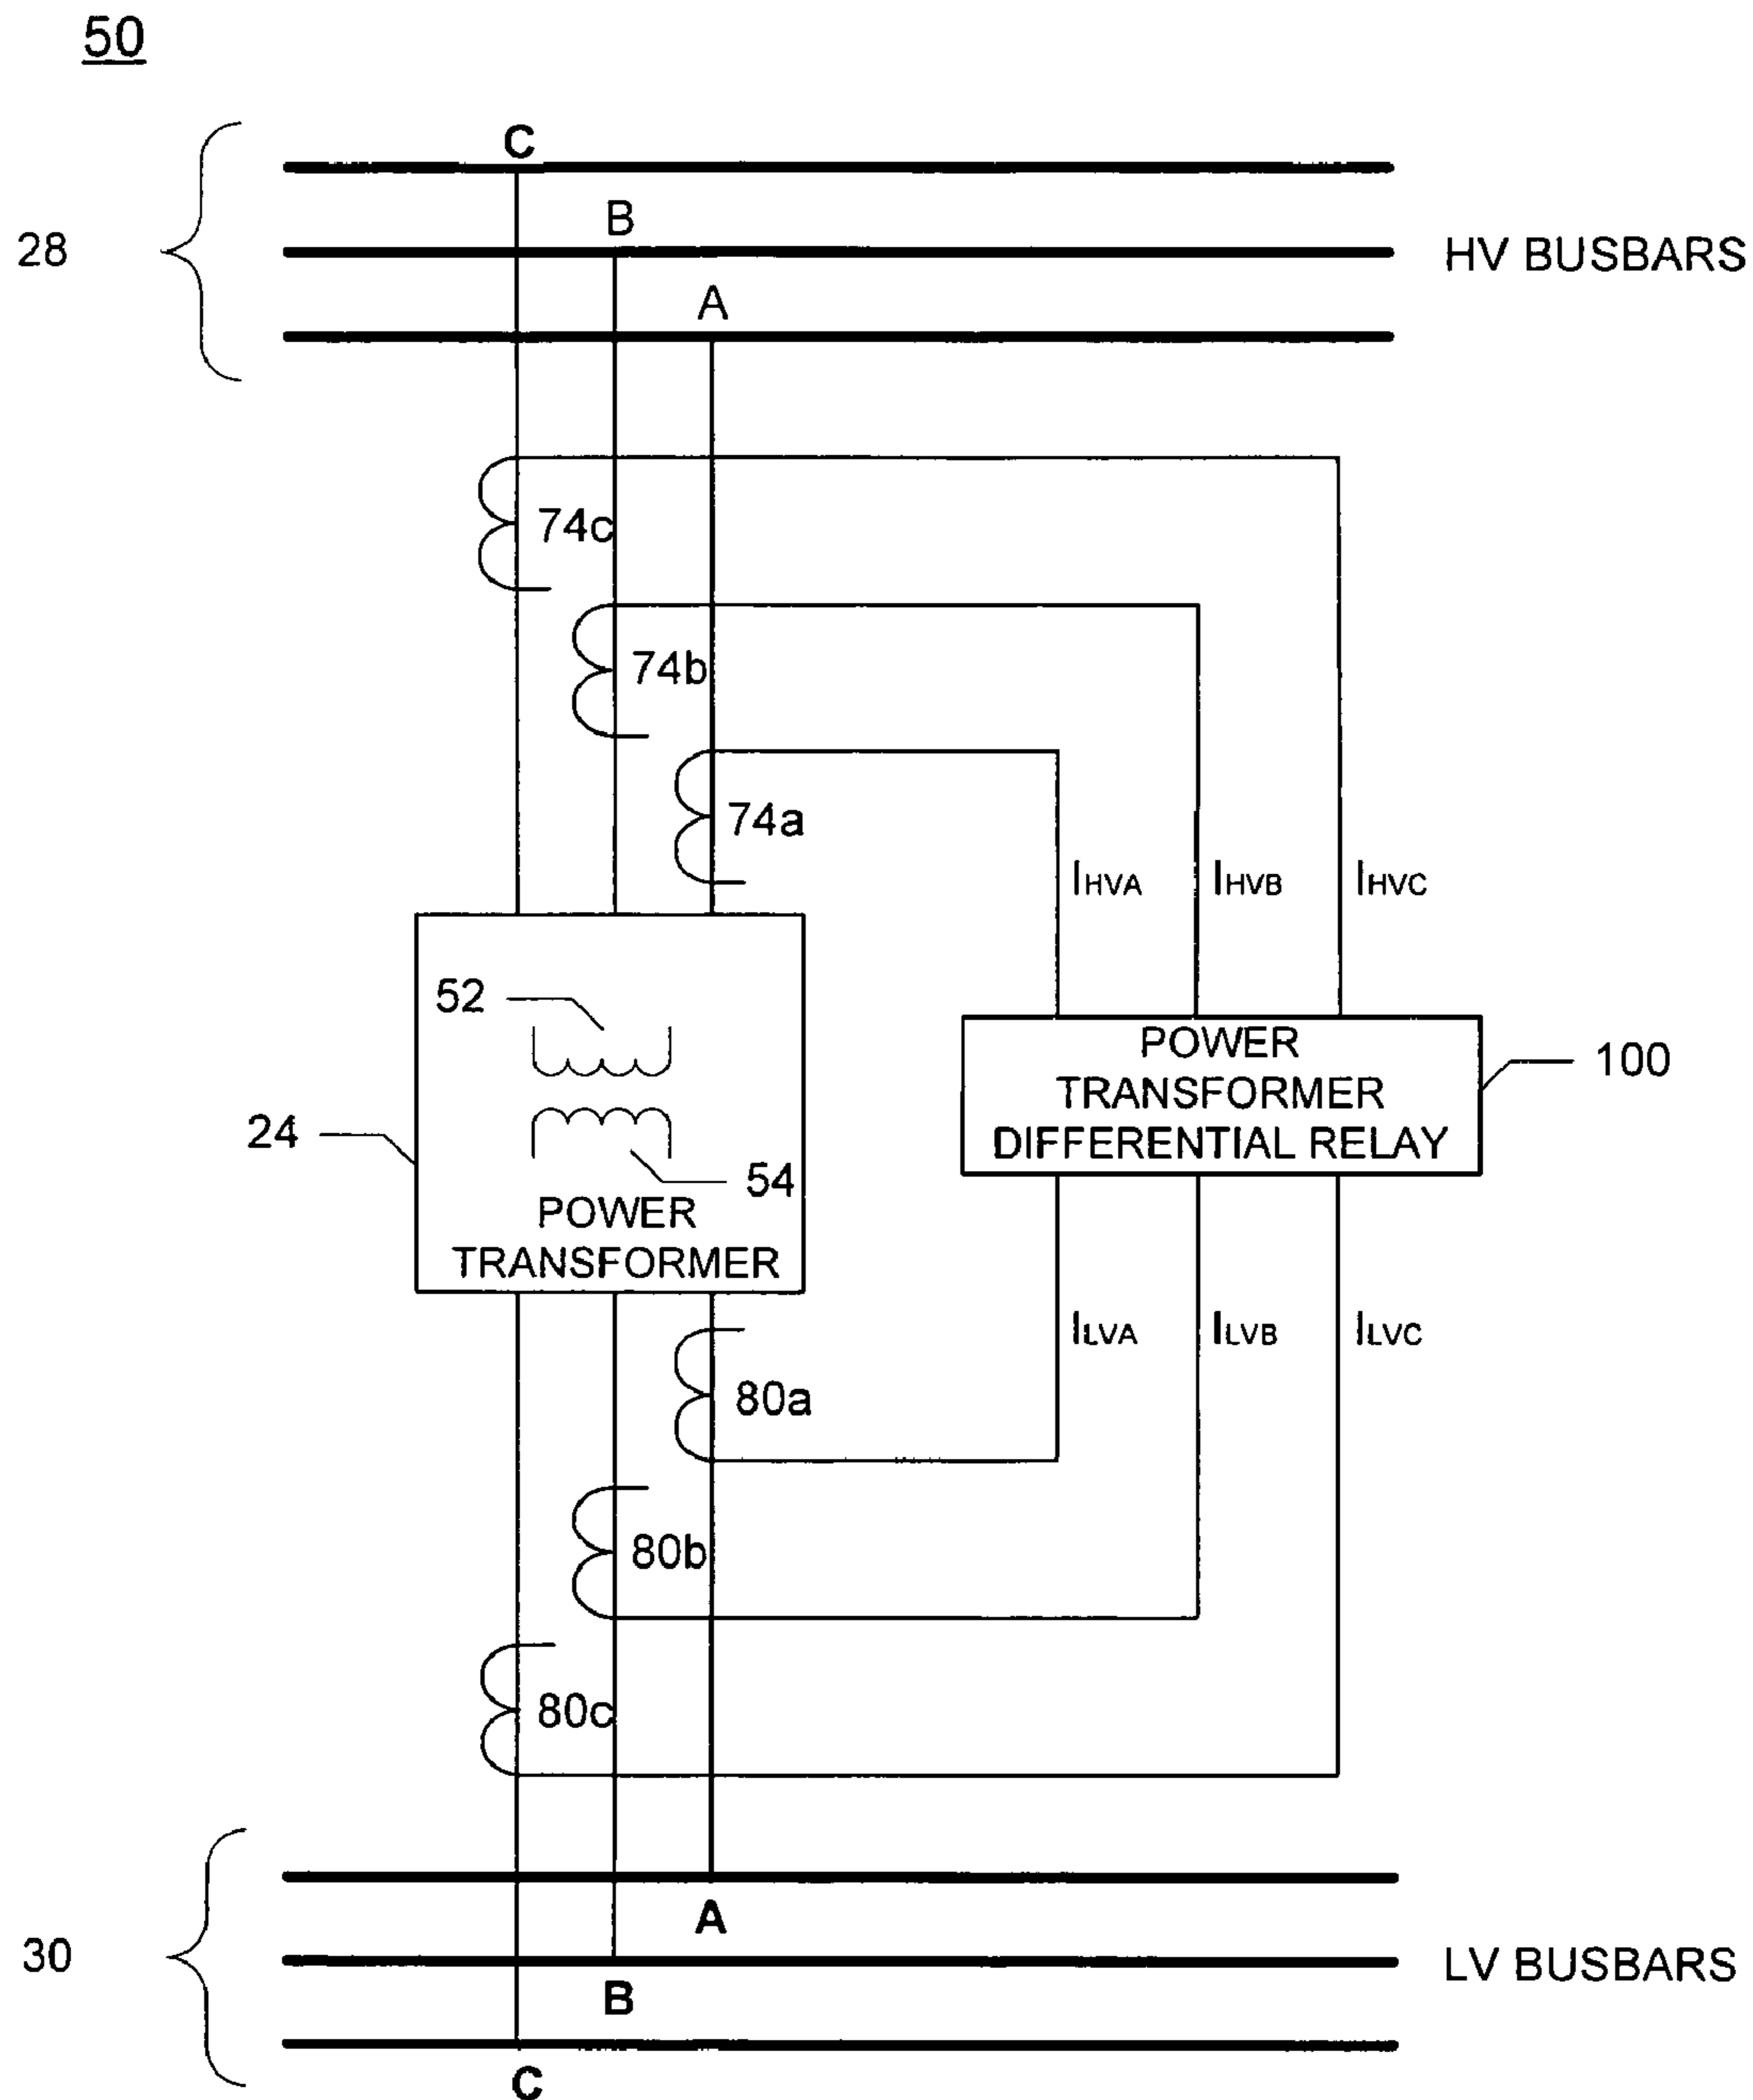 50
C
B
28
HV BUSBARS
A
74c
74b
74a
IHVA
IHVB
IHVC
52
POWER
TRANSFORMER
DIFFERENTIAL RELAY
100
24
54
POWER
TRANSFORMER
ILVA
ILVB
ILVC
80a
80b
80c
A
30
LV BUSBARS
B
C